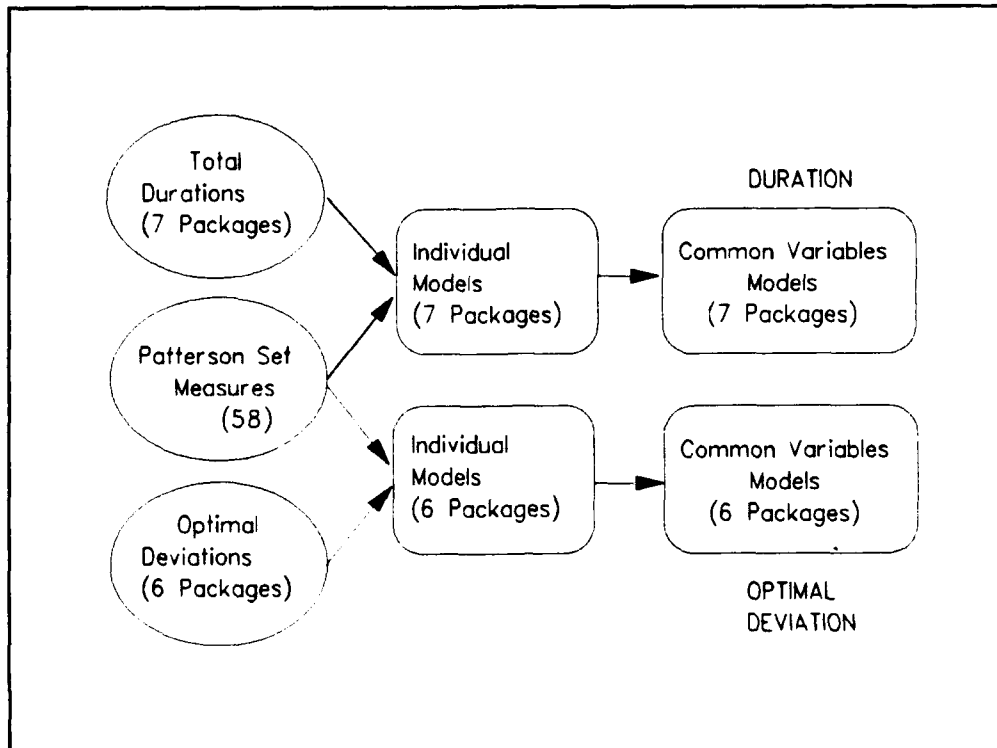 Total
Durations
(7 Packages)
Patterson Set
Measures
(58)
Optimal
Deviations
(6 Packages)
Individual
Models
(7 Packages)
Individual
Models
(6 Packages)
DURATION
Common Variables
Models
(7 Packages)
Common Variables
Models
(6 Packages)
OPTIMAL
DEVIATION